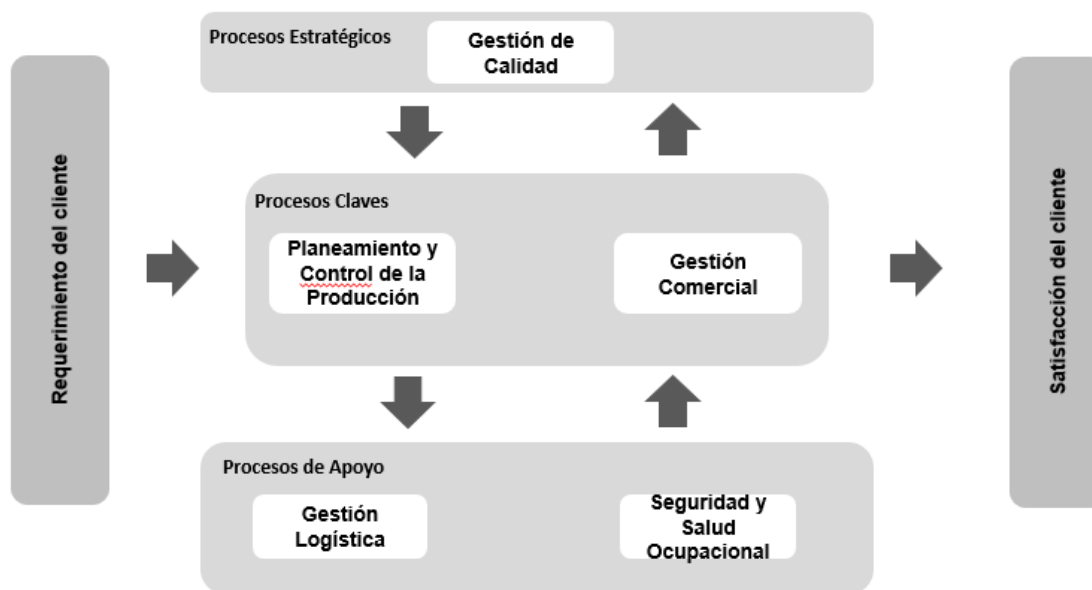 Procesos Estratégicos
Gestión de
Calidad
Requerimiento del cliente
Procesos Claves
Planeamiento y
Control de la
Producción
Gestión
Comercial
Satisfacción del cliente
Procesos de Apoyo
Gestión
Logística
Seguridad y
Salud
Ocupacional